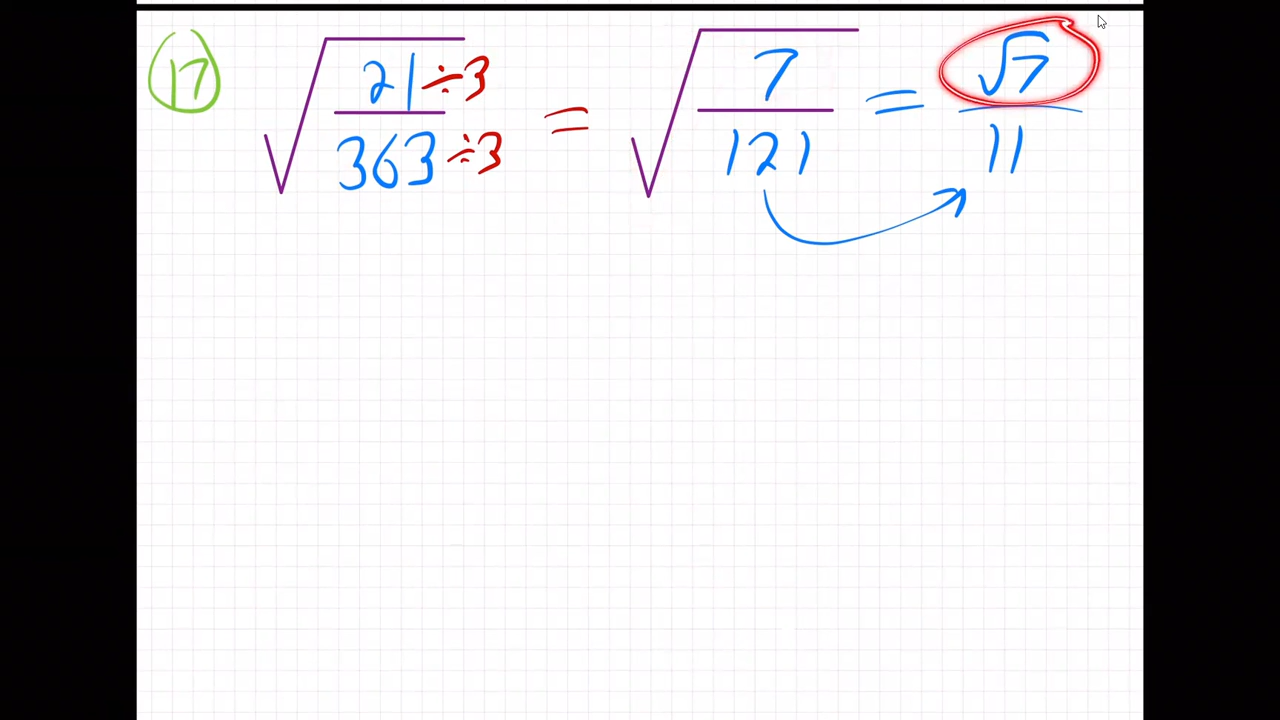 17 √(21÷3 / 363÷3) = √(7 / 121) = √7 / 11